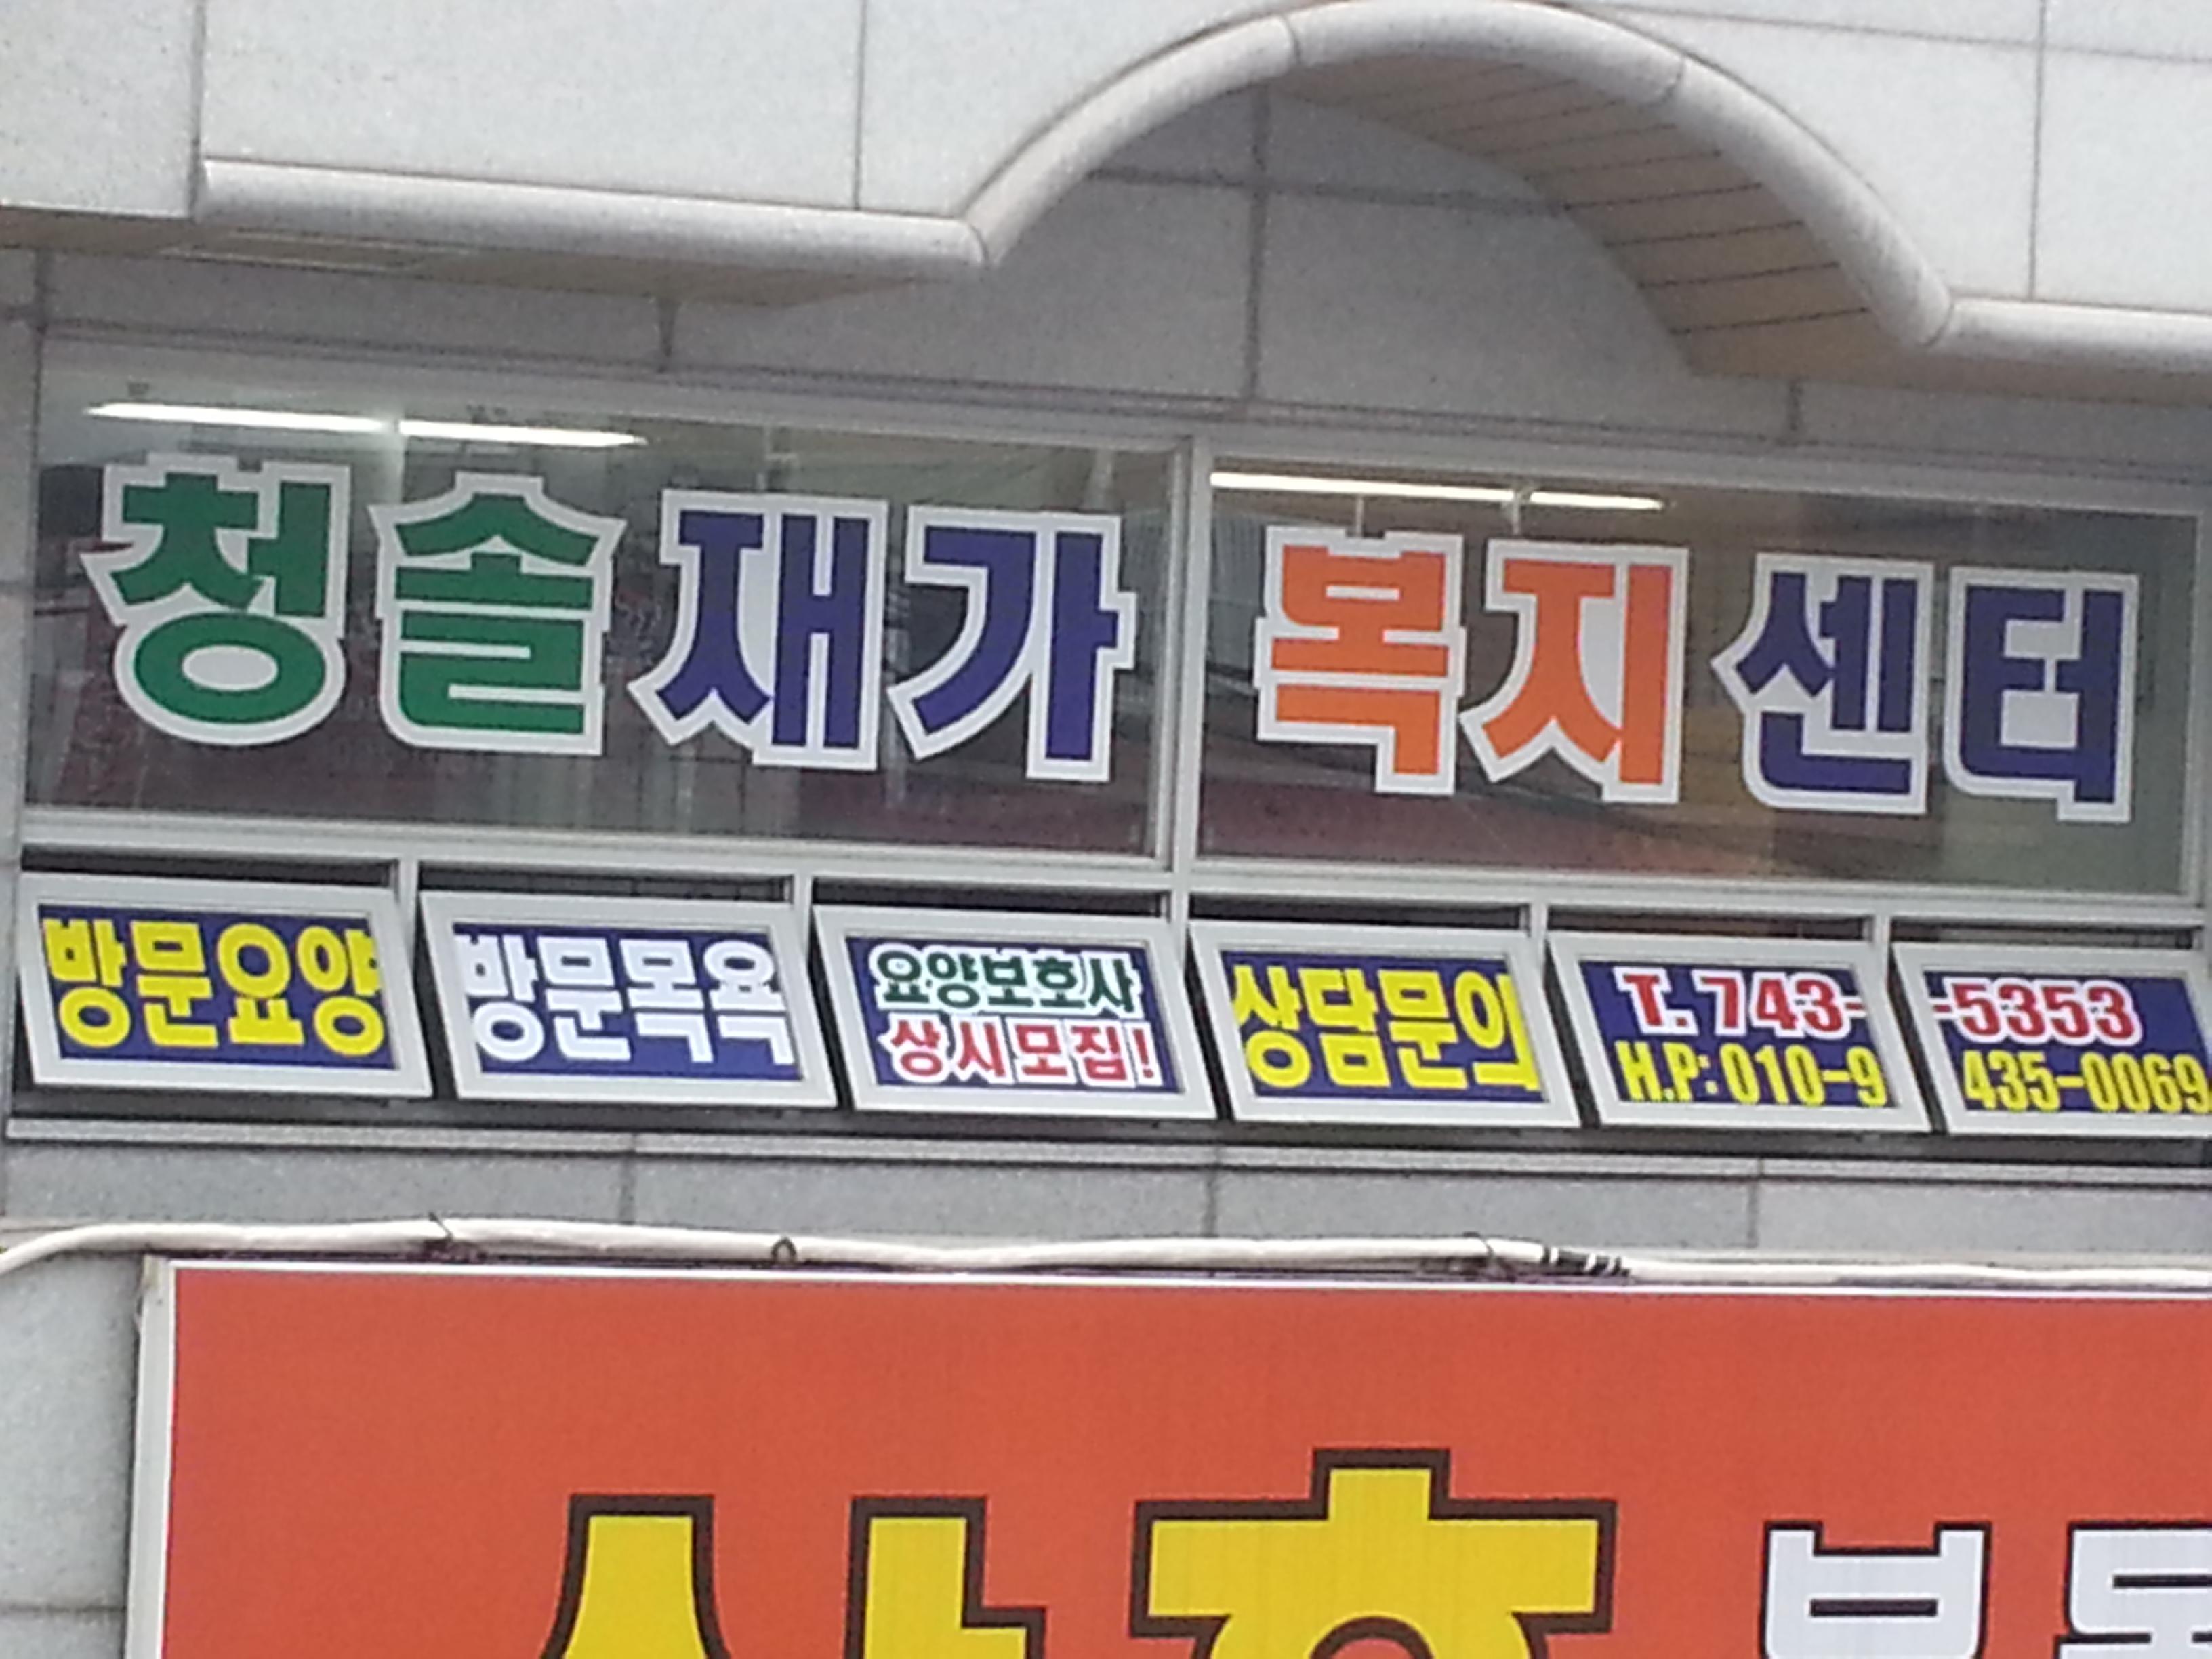 청솔재가 복지센터
방문요양 방문목욕 요양보호사 상담문의 T.743- -5353
상시모집! H.P:010-9 435-0069